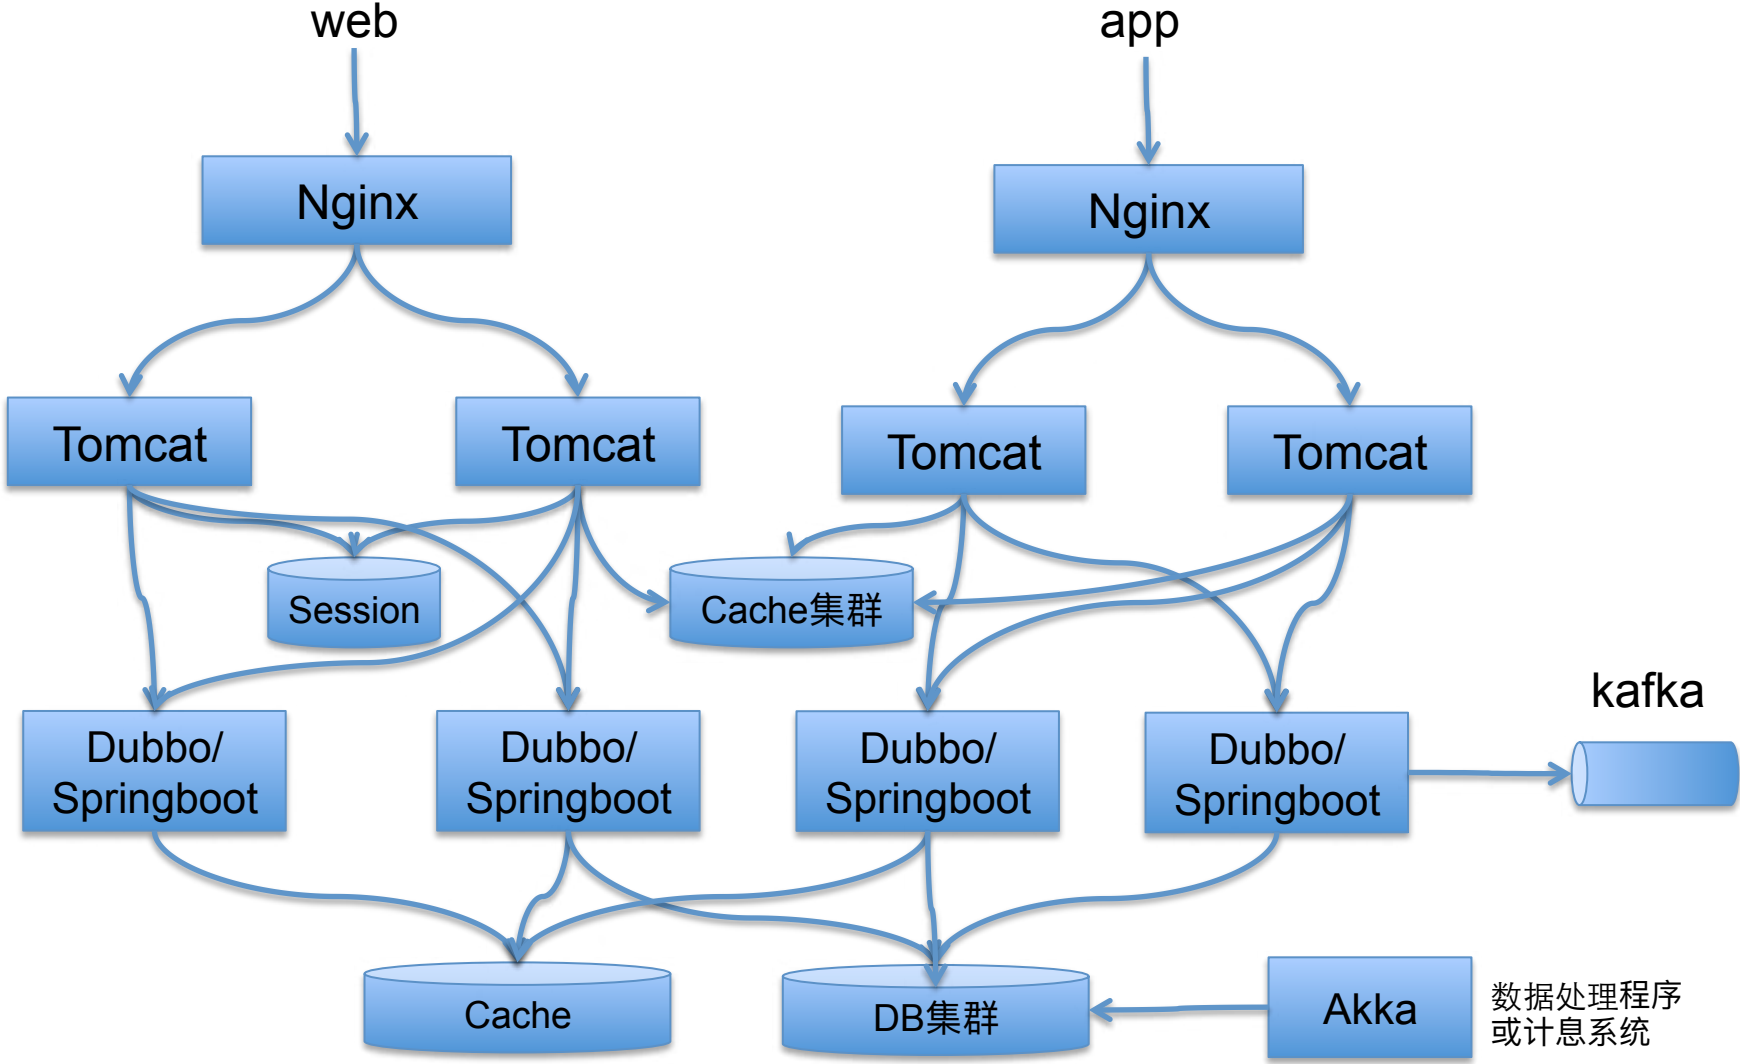 web
app
Nginx
Nginx
Tomcat
Tomcat
Tomcat
Tomcat
Session
Cache集群
kafka
Dubbo/
Springboot
Dubbo/
Springboot
Dubbo/
Springboot
Dubbo/
Springboot
Cache
DB集群
Akka
数据处理程序
或计息系统